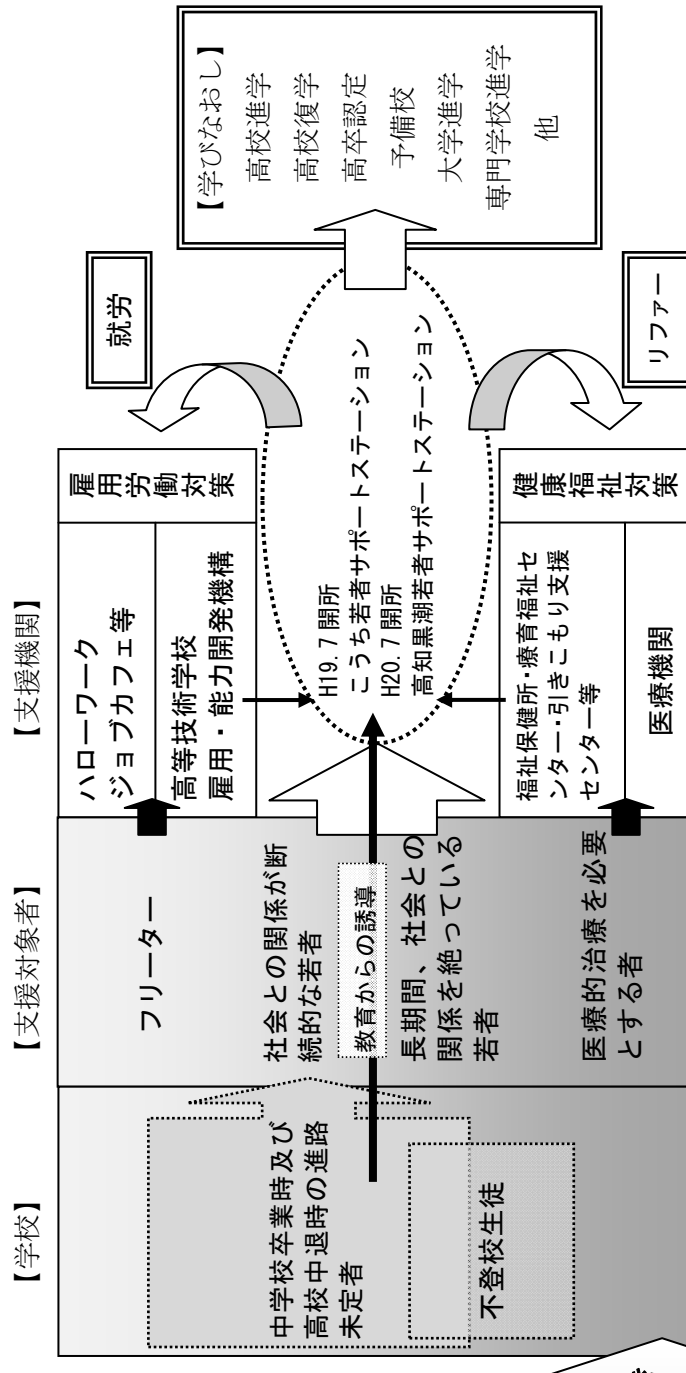 【学校】
中学校卒業時及び
高校中退時の進路
未定者
不登校生徒
【支援対象者】
フリーター
社会との関係が断
続的な若者
教育からの誘導
長期間、社会との
関係を絶っている
若者
医療的治療を必要
とする者
【支援機関】
ハローワーク
ジョブカフェ等
高等技術学校
雇用・能力開発機構
雇用労働対策
H19.7 開所
こうち若者サポートステーション
H20.7 開所
高知黒潮若者サポートステーション
福祉保健所・療育福祉セ
ンター・引きこもり支援
センター等
医療機関
健康福祉対策
就労
リファー
【学びなおし】
高校進学
高校復学
高卒認定
予備校
大学進学
専門学校進学
他